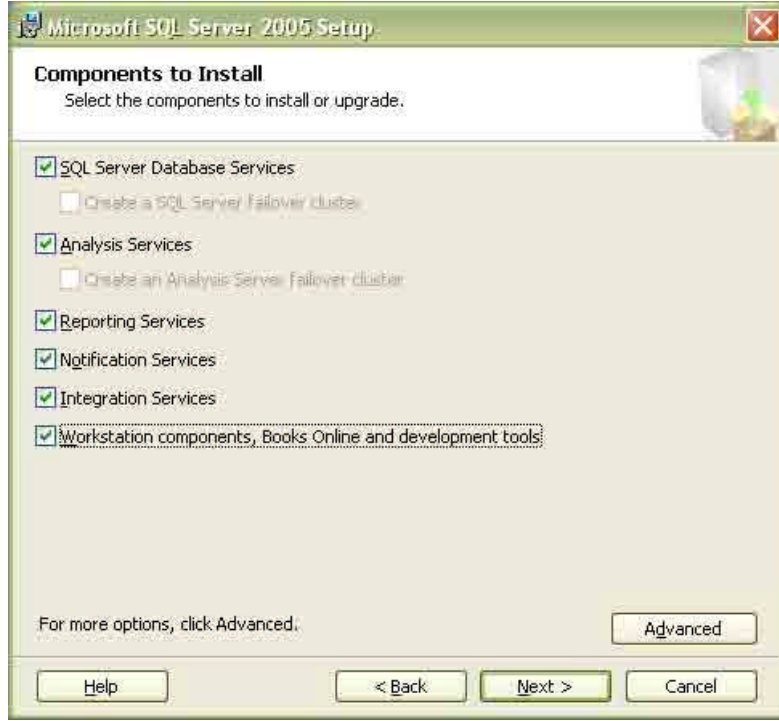 Microsoft SQL Server 2005 Setup
Components to Install
Select the components to install or upgrade.
SQL Server Database Services
Create a SQL Server failover cluster
Analysis Services
Create an Analysis Server failover cluster
Reporting Services
Notification Services
Integration Services
Workstation components, Books Online and development tools
For more options, click Advanced.
Advanced
Help
< Back
Next >
Cancel